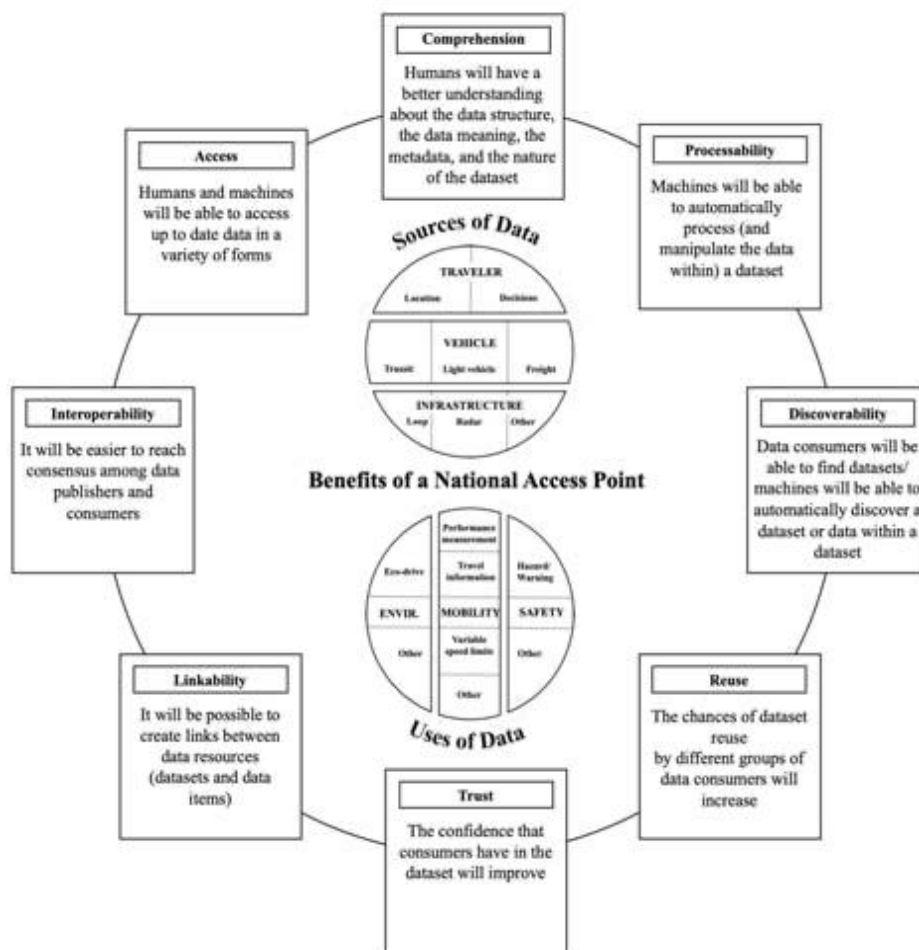 Comprehension
Humans will have a
better understanding
about the data structure,
the data meaning, the
metadata, and the nature
of the dataset
Access
Humans and machines
will be able to access
up to date data in a
variety of forms
Processability
Machines will be able
to automatically
process (and
manipulate the data
within) a dataset
Sources of Data
TRAVELER
Location Decisions
VEHICLE
Transit Light vehicle Freight
INFRASTRUCTURE
Loop Radar Other
Interoperability
It will be easier to reach
consensus among data
publishers and
consumers
Discoverability
Data consumers will be
able to find datasets/
machines will be able to
automatically discover a
dataset or data within a
dataset
Benefits of a National Access Point
Performance
measurement
Eco-drive
Travel
information
Hazard/
Warning
ENVIR. MOBILITY SAFETY
Other
Variable
speed limits
Other
Other
Uses of Data
Linkability
It will be possible to
create links between
data resources
(datasets and data
items)
Reuse
The chances of dataset
reuse
by different groups of
data consumers will
increase
Trust
The confidence that
consumers have in the
dataset will improve